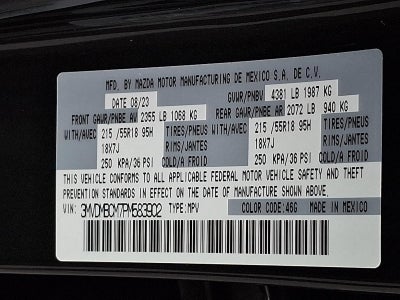 MFD. BY MAZDA MOTOR MANUFACTURING DE MEXICO S.A. DE C.V.
DATE 08/23 GVWR/PNBV 4381 LB 1987 KG
FRONT GAWR/PNBE AV 2355 LB 1068 KG REAR GAWR/PNBE AR 2072 LB 940 KG
WITH/AVEC 215 /55R18 95H TIRES/PNEUS WITH/AVEC 215 /55R18 95H TIRES/PNEUS
18X7J RIMS/JANTES 18X7J RIMS/JANTES
250 KPA/36 PSI COLD/A FROID 250 KPA/36 PSI COLD/A FROID
THIS VEHICLE CONFORMS TO ALL APPLICABLE FEDERAL MOTOR VEHICLE SAFETY AND THEFT
PREVENTION STANDARDS IN EFFECT ON THE DATE OF MANUFACTURE SHOWN ABOVE.
VIN: 3MVDMBCM7PM583902 TYPE:MPV COLOR CODE:46G MADE IN MEXICO